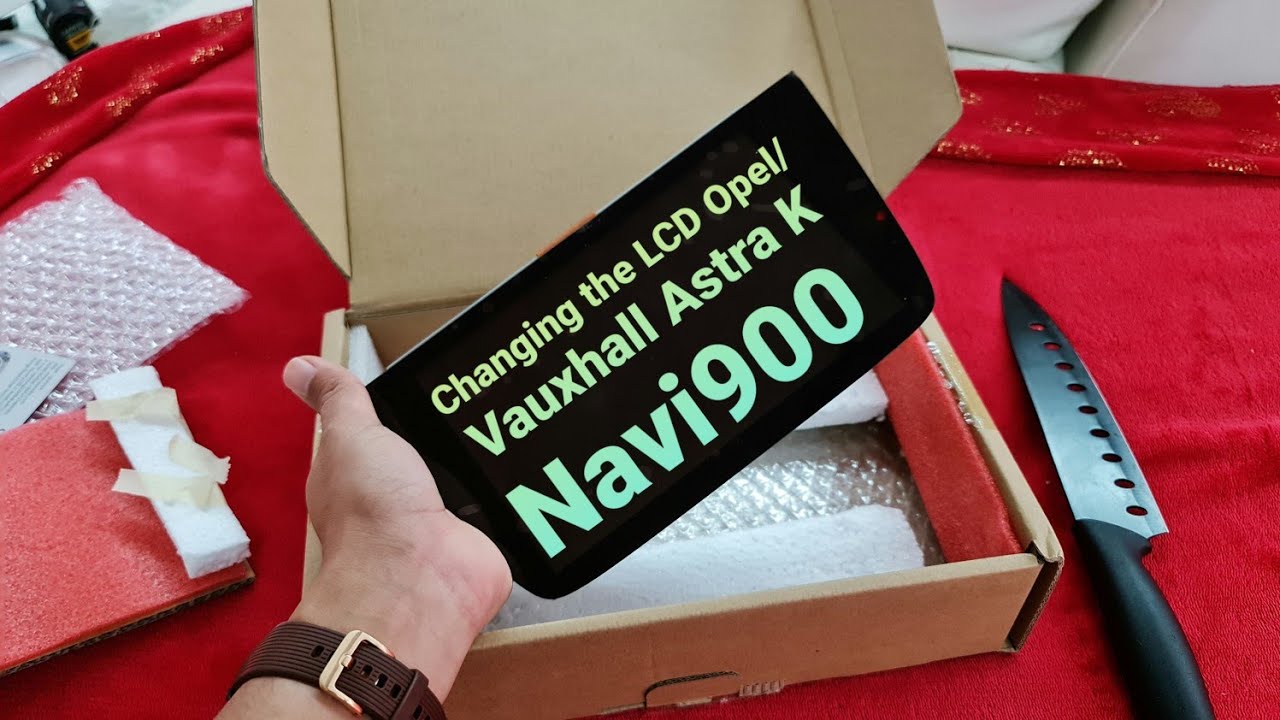 Changing the LCD Opel/
Vauxhall Astra K
Navi900